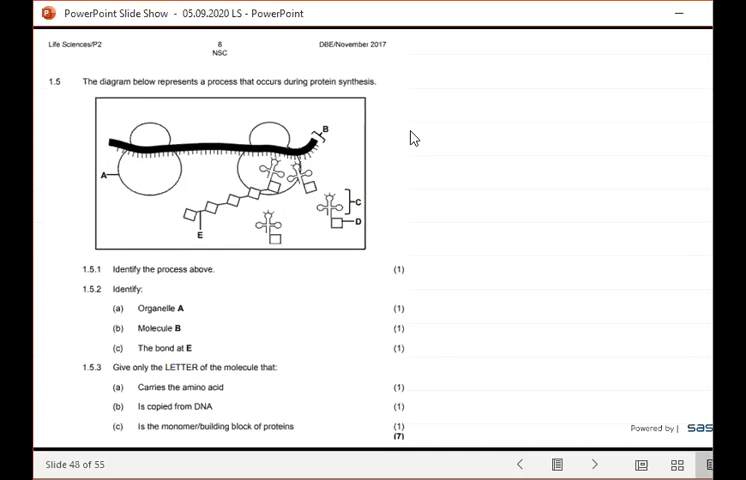 PowerPoint Slide Show - 05.09.2020 LS - PowerPoint
Life Sciences/P2 8 DBE/November 2017
NSC
1.5 The diagram below represents a process that occurs during protein synthesis.
B
A
C
D
E
1.5.1 Identify the process above. (1)
1.5.2 Identify:
(a) Organelle A (1)
(b) Molecule B (1)
(c) The bond at E (1)
1.5.3 Give only the LETTER of the molecule that:
(a) Carries the amino acid (1)
(b) Is copied from DNA (1)
(c) Is the monomer/building block of proteins (1)
(7)
Powered by | sas
Slide 48 of 55